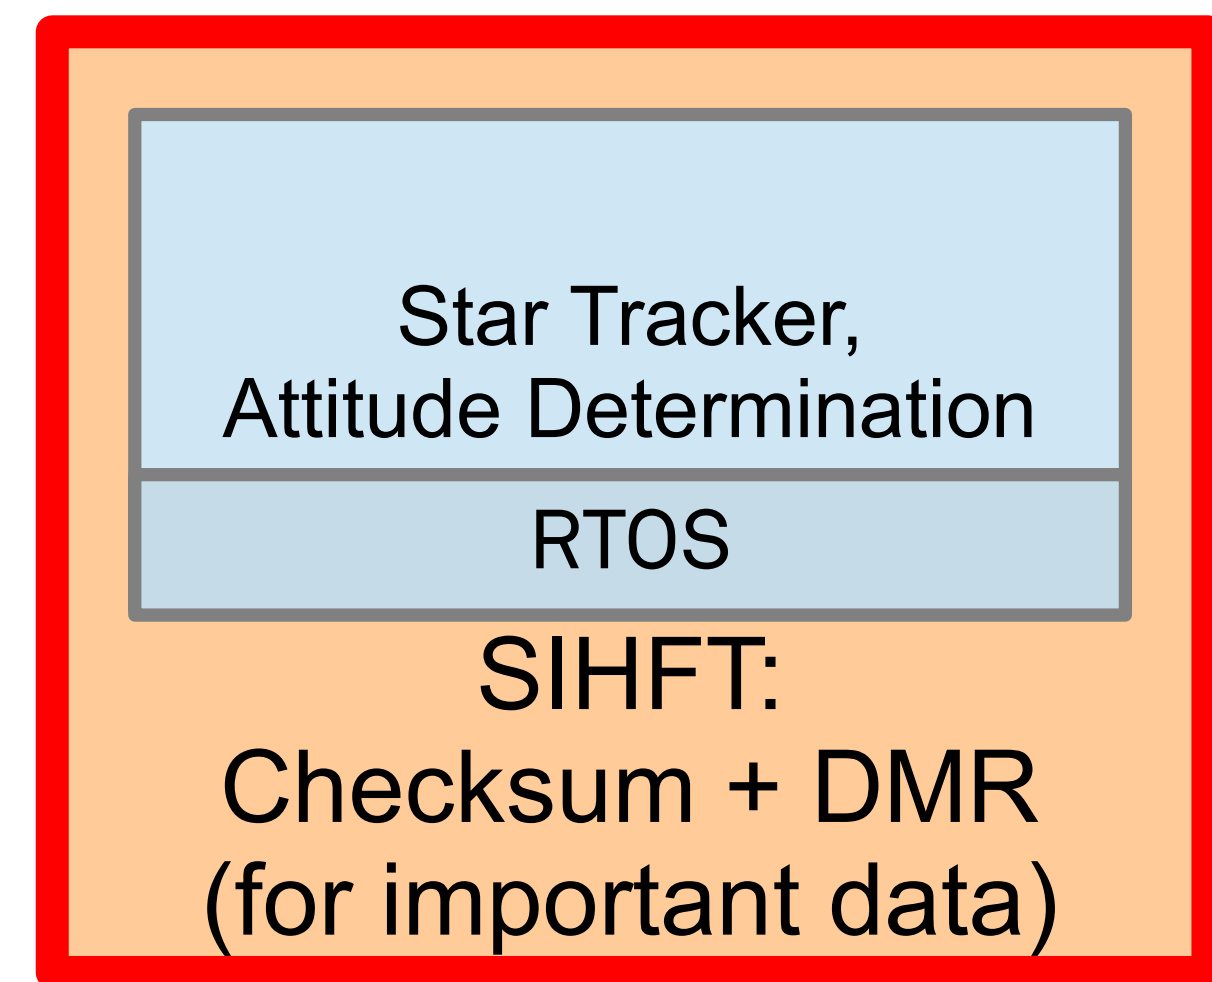 Star Tracker,
Attitude Determination
RTOS
SIHFT:
Checksum + DMR
(for important data)